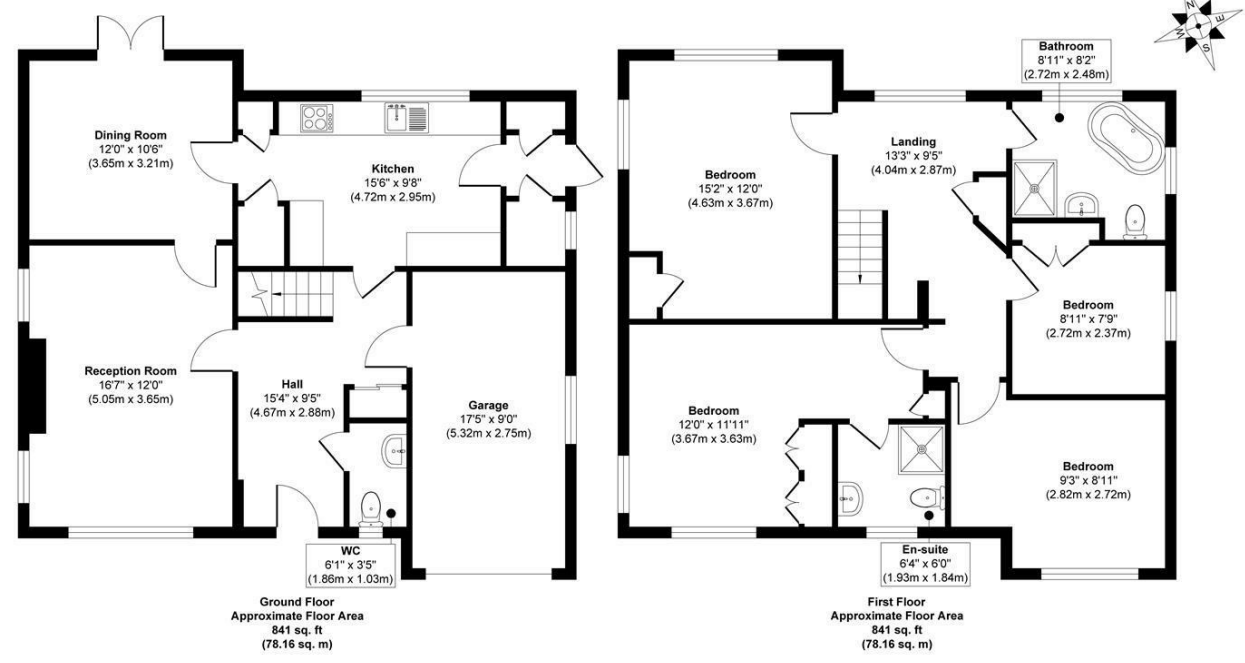 Dining Room
12'0" x 10'6"
(3.65m x 3.21m)
Kitchen
15'6" x 9'8"
(4.72m x 2.95m)
Reception Room
16'7" x 12'0"
(5.05m x 3.65m)
Hall
15'4" x 9'5"
(4.67m x 2.88m)
Garage
17'5" x 9'0"
(5.32m x 2.75m)
WC
6'1" x 3'5"
(1.86m x 1.03m)
Ground Floor
Approximate Floor Area
841 sq. ft
(78.16 sq. m)
N
E
S
W
Bathroom
8'11" x 8'2"
(2.72m x 2.48m)
Landing
13'3" x 9'5"
(4.04m x 2.87m)
Bedroom
15'2" x 12'0"
(4.63m x 3.67m)
Bedroom
8'11" x 7'9"
(2.72m x 2.37m)
Bedroom
12'0" x 11'11"
(3.67m x 3.63m)
Bedroom
9'3" x 8'11"
(2.82m x 2.72m)
En-suite
6'4" x 6'0"
(1.93m x 1.84m)
First Floor
Approximate Floor Area
841 sq. ft
(78.16 sq. m)